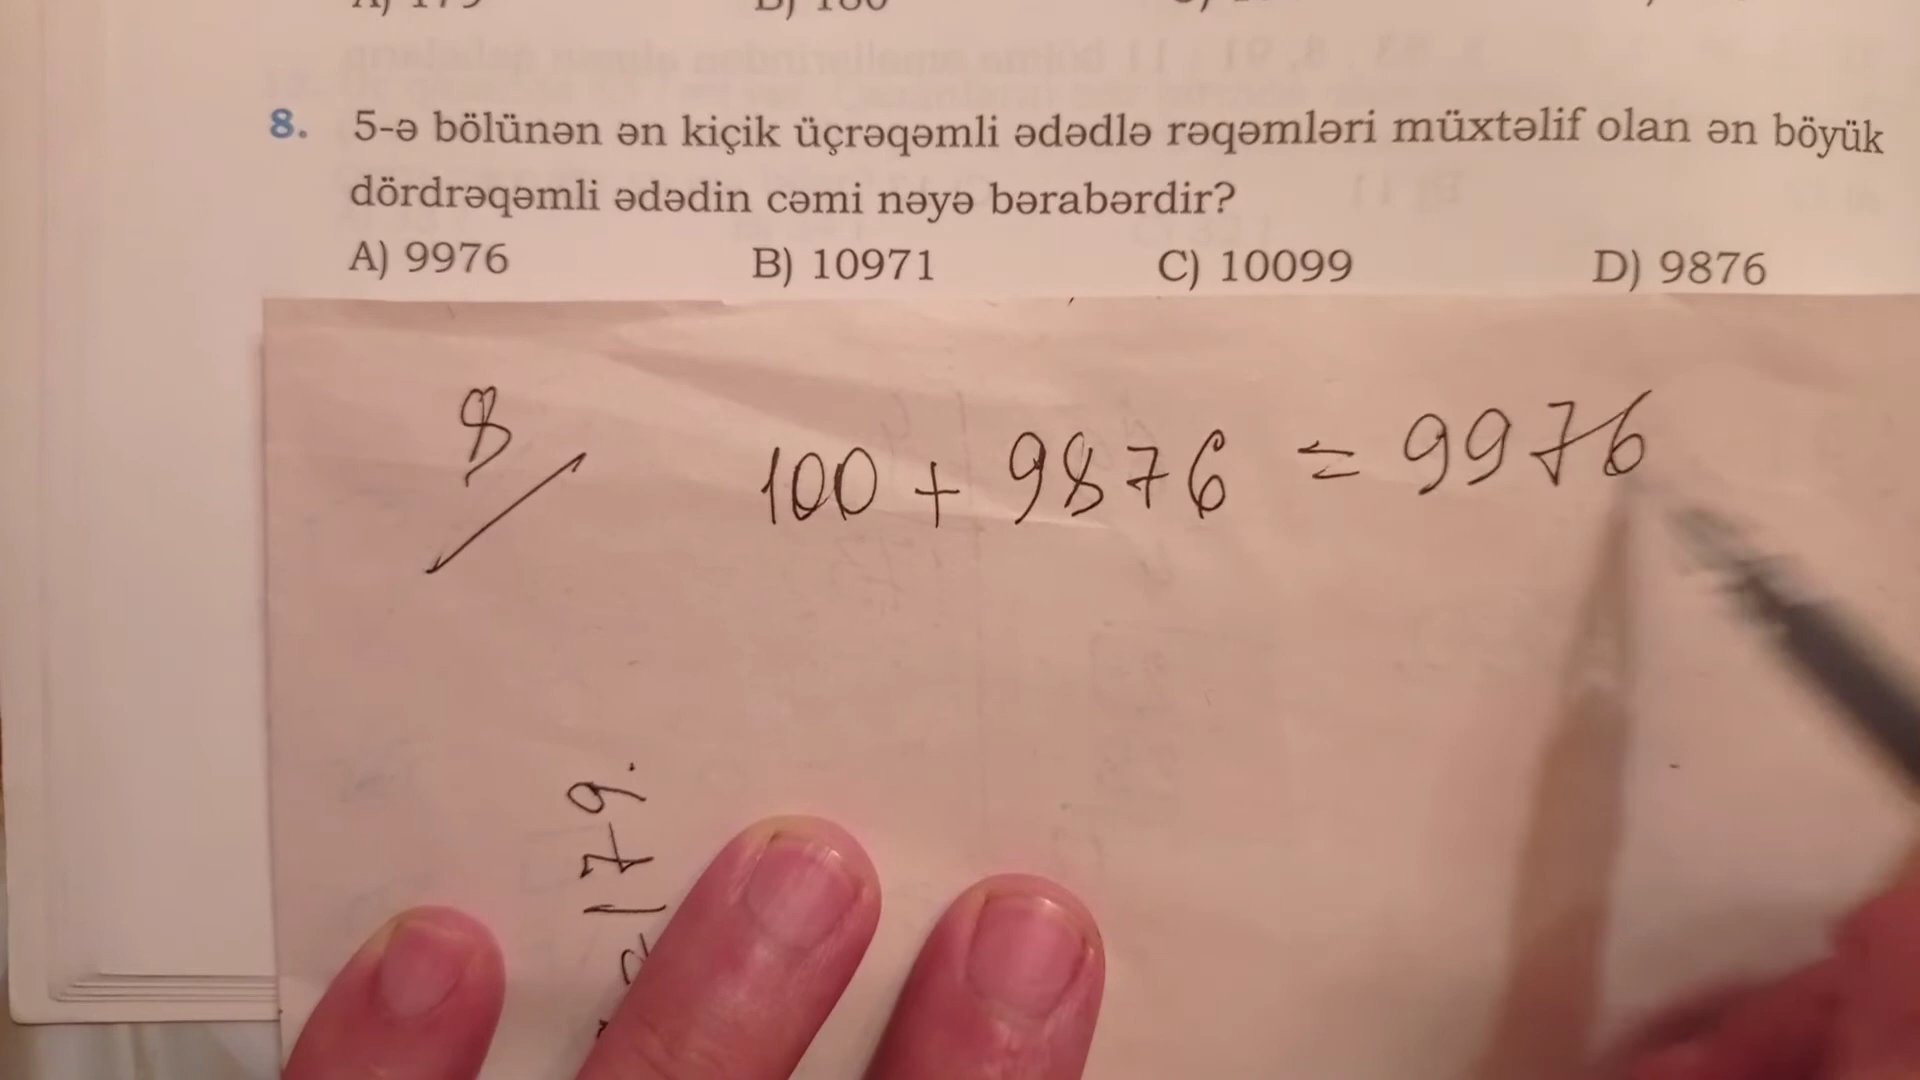 8. 5-ə bölünən ən kiçik üçrəqəmli ədədlə rəqəmləri müxtəlif olan ən böyük
dördrəqəmli ədədin cəmi nəyə bərabərdir?
A) 9976 B) 10971 C) 10099 D) 9876
8 100 + 9876 = 9976
179.